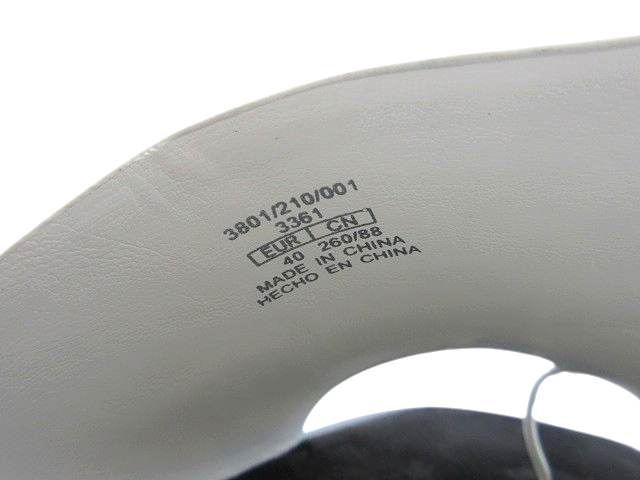 3801/210/001
3361
EUR CN
40 260/88
MADE IN CHINA
HECHO EN CHINA